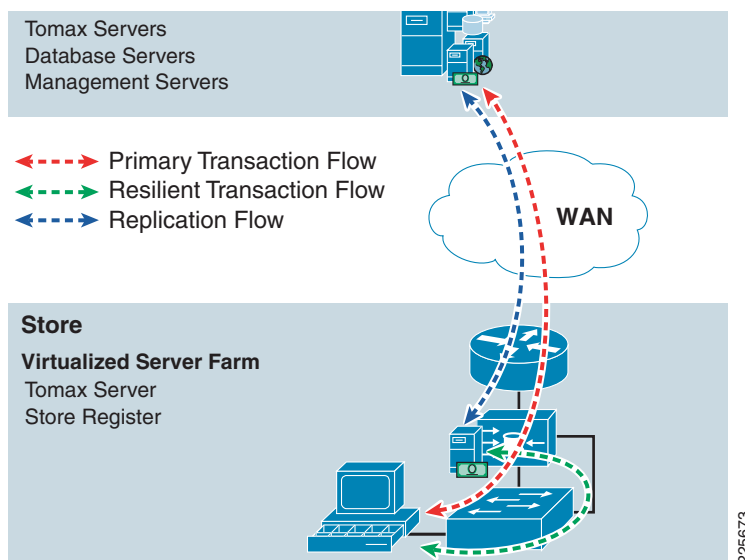 Tomax Servers
Database Servers
Management Servers
Primary Transaction Flow
Resilient Transaction Flow
Replication Flow
WAN
Store
Virtualized Server Farm
Tomax Server
Store Register